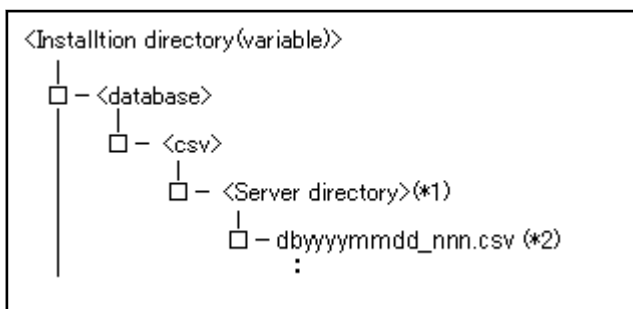 <Installtion directory(variable)>
<database>
<csv>
<Server directory>(*1)
dbyyyymmdd_nnn.csv (*2)